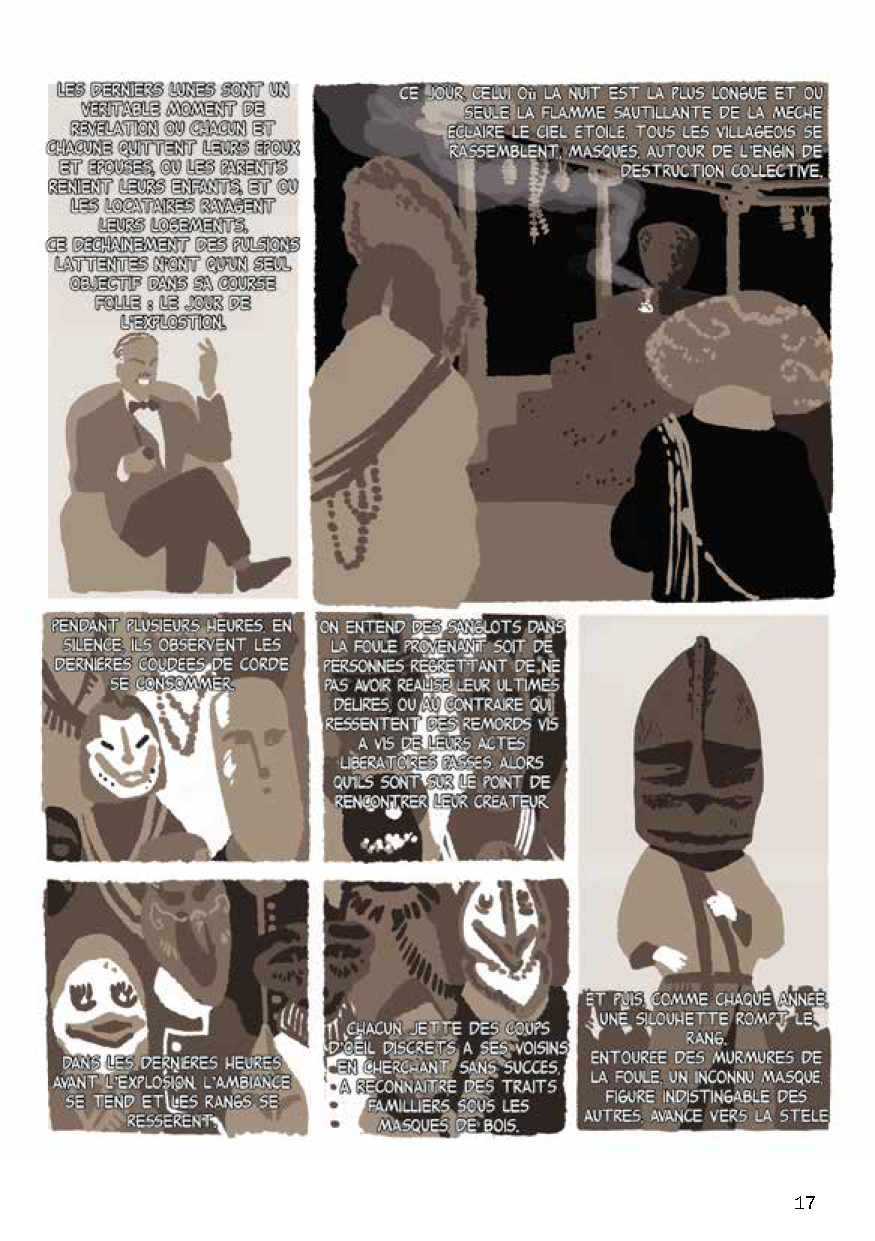 LES DERNIERS LUNES SONT UN
VERITABLE MOMENT DE
REVELATION OU CHACUN ET
CHACUNE QUITTENT LEURS EPOUX
ET EPOUSES, OU LES PARENTS
RENIENT LEURS ENFANTS, ET OU
LES LOCATAIRES RAVAGENT
LEURS LOGEMENTS.
CE DECHAINEMENT DES PULSIONS
LATTENTES N'ONT QU'UN SEUL
OBJECTIF DANS SA COURSE
FOLLE : LE JOUR DE
L'EXPLOSTION.
CE JOUR, CELUI Où LA NUIT EST LA PLUS LONGUE ET OU
SEULE LA FLAMME SAUTILLANTE DE LA MECHE
ECLAIRE LE CIEL ETOILE, TOUS LES VILLAGEOIS SE
RASSEMBLENT, MASQUES, AUTOUR DE L'ENGIN DE
DESTRUCTION COLLECTIVE.
PENDANT PLUSIEURS HEURES, EN
SILENCE, ILS OBSERVENT LES
DERNIÈRES COUDEES DE CORDE
SE CONSOMMER.
ON ENTEND DES SANGLOTS DANS
LA FOULE PROVENANT SOIT DE
PERSONNES REGRETTANT DE NE
PAS AVOIR REALISE LEUR ULTIMES
DELIRES, OU AU CONTRAIRE QUI
RESSENTENT DES REMORDS VIS
A VIS DE LEURS ACTES
LIBERATOIRES PASSES, ALORS
QU'ILS SONT SUR LE POINT DE
RENCONTRER LEUR CREATEUR.
DANS LES DERNIERES HEURES
AVANT L'EXPLOSION, L'AMBIANCE
SE TEND ET LES RANGS SE
RESSERENT.
CHACUN JETTE DES COUPS
D'OEIL DISCRETS A SES VOISINS
EN CHERCHANT, SANS SUCCES,
A RECONNAITRE DES TRAITS
FAMILLIERS SOUS LES
MASQUES DE BOIS.
ET PUIS, COMME CHAQUE ANNEE,
UNE SILOUHETTE ROMPT LE
RANG.
ENTOUREE DES MURMURES DE
LA FOULE, UN INCONNU MASQUE,
FIGURE INDISTINGABLE DES
AUTRES, AVANCE VERS LA STELE
17